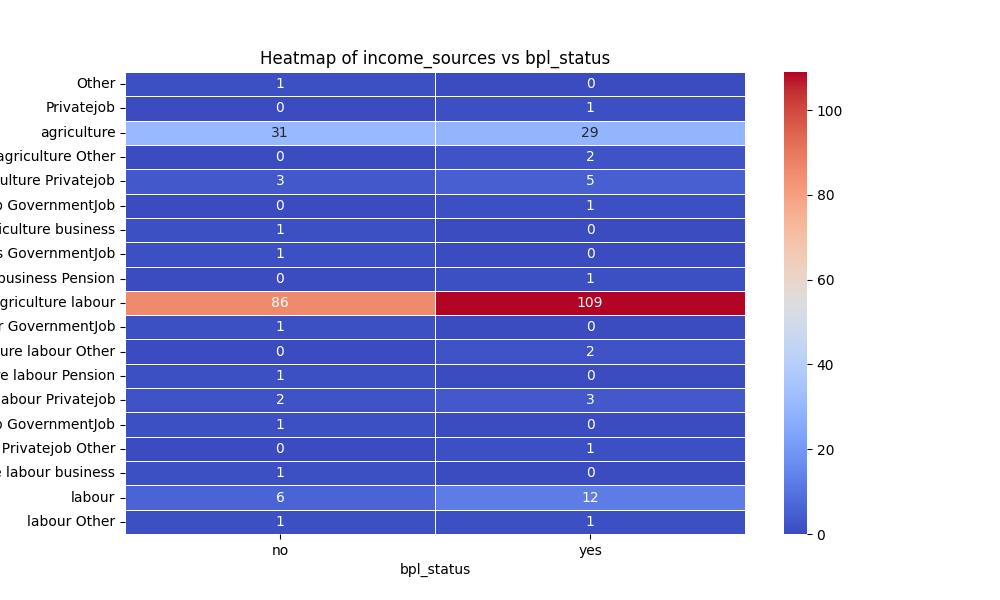 Heatmap of income_sources vs bpl_status
Other 1 0
Privatejob 0 1
agriculture 31 29
agriculture Other 0 2
ulture Privatejob 3 5
GovernmentJob 0 1
iculture business 1 0
s GovernmentJob 1 0
business Pension 0 1
griculture labour 86 109
r GovernmentJob 1 0
ure labour Other 0 2
e labour Pension 1 0
abour Privatejob 2 3
GovernmentJob 1 0
Privatejob Other 0 1
labour business 1 0
labour 6 12
labour Other 1 1
no yes
bpl_status
100
80
60
40
20
0